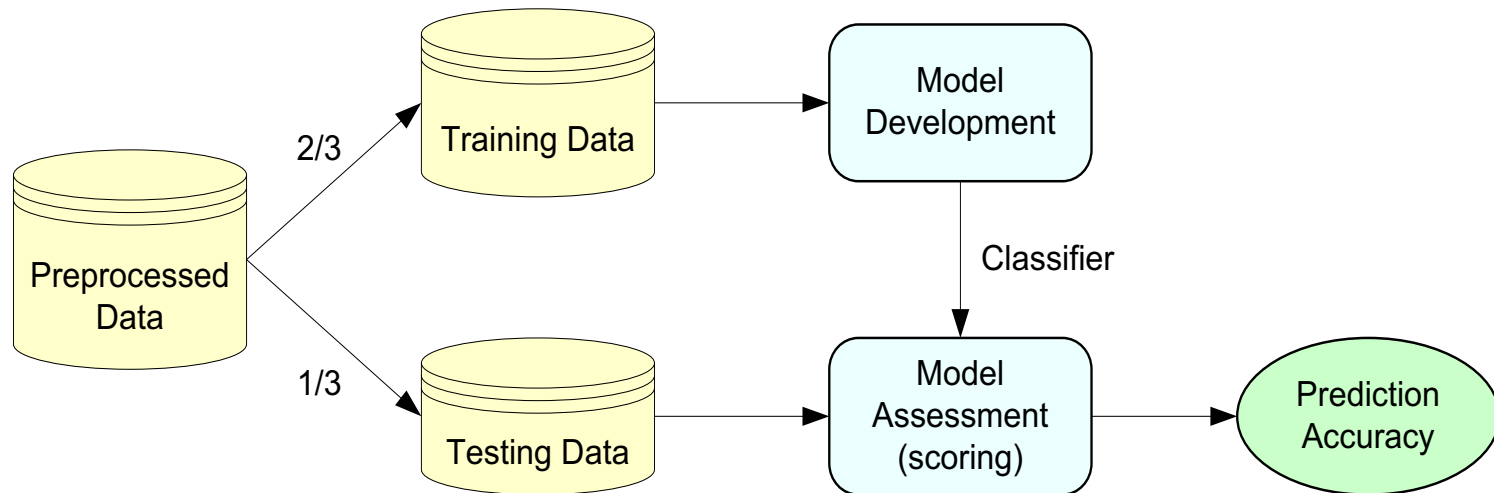 Model
Development
Training Data
2/3
Preprocessed
Data
Classifier
1/3
Testing Data
Model
Assessment
(scoring)
Prediction
Accuracy